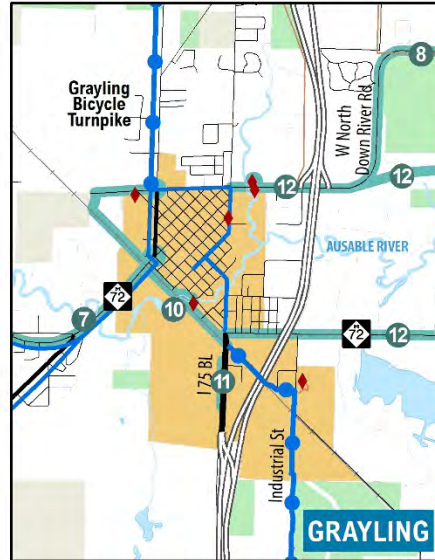 8
Grayling
Bicycle
Turnpike
W North
Down River Rd
12
12
AUSABLE RIVER
M
72
10
7
M
72
12
I 75 BL
11
Industrial St
GRAYLING